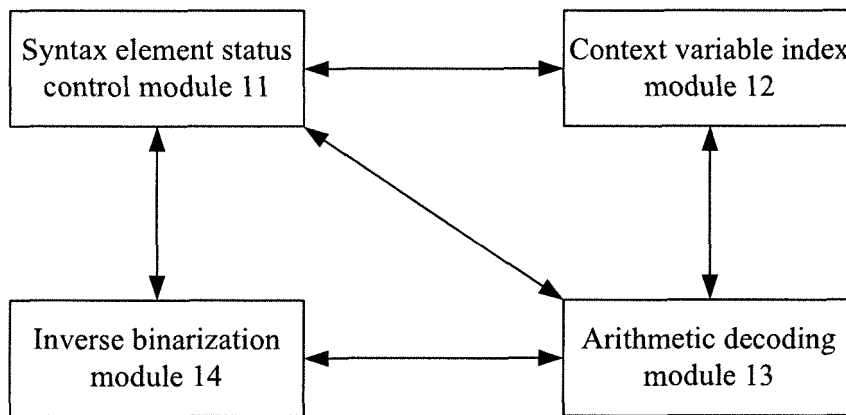 Syntax element status
control module 11
Context variable index
module 12
Inverse binarization
module 14
Arithmetic decoding
module 13